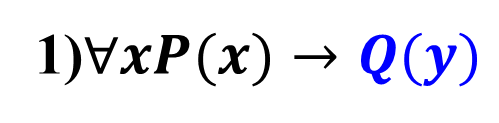 1)∀xP(x) → Q(y)